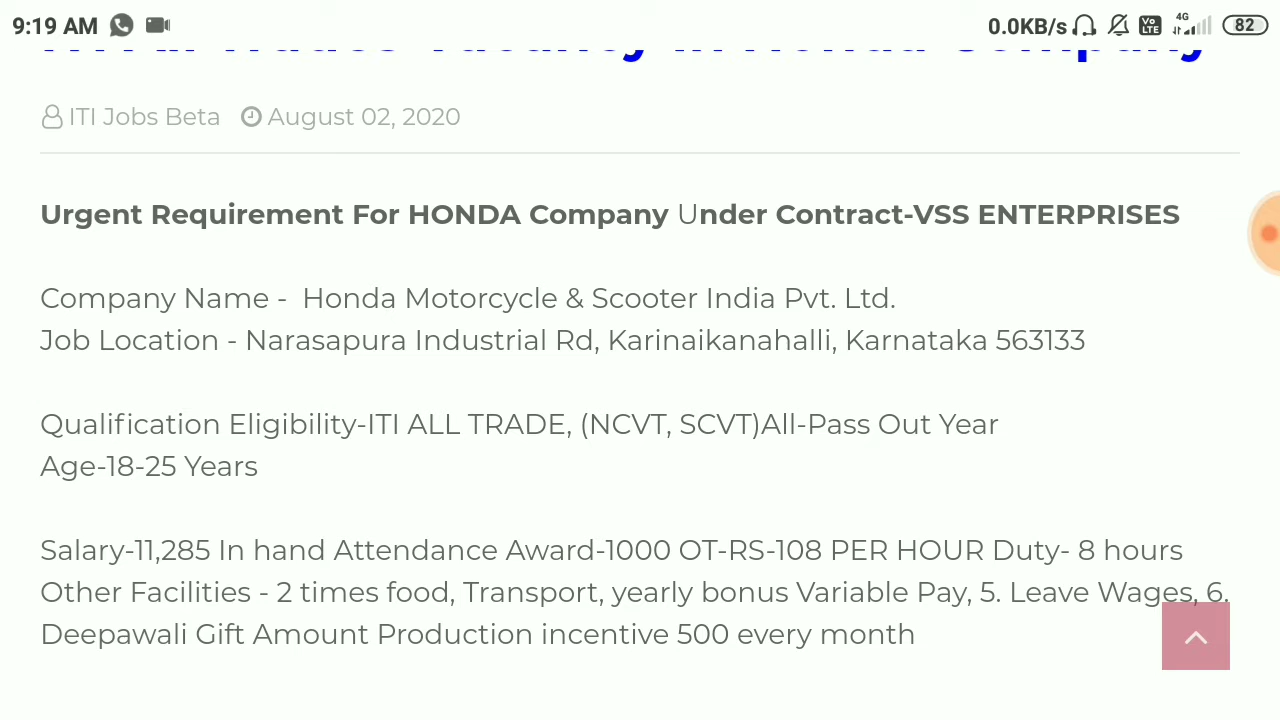 9:19 AM 0.0KB/s 4G Vo LTE 82
ITI Jobs Beta August 02, 2020
Urgent Requirement For HONDA Company Under Contract-VSS ENTERPRISES
Company Name - Honda Motorcycle & Scooter India Pvt. Ltd.
Job Location - Narasapura Industrial Rd, Karinaikanahalli, Karnataka 563133
Qualification Eligibility-ITI ALL TRADE, (NCVT, SCVT)All-Pass Out Year
Age-18-25 Years
Salary-11,285 In hand Attendance Award-1000 OT-RS-108 PER HOUR Duty- 8 hours
Other Facilities - 2 times food, Transport, yearly bonus Variable Pay, 5. Leave Wages, 6.
Deepawali Gift Amount Production incentive 500 every month